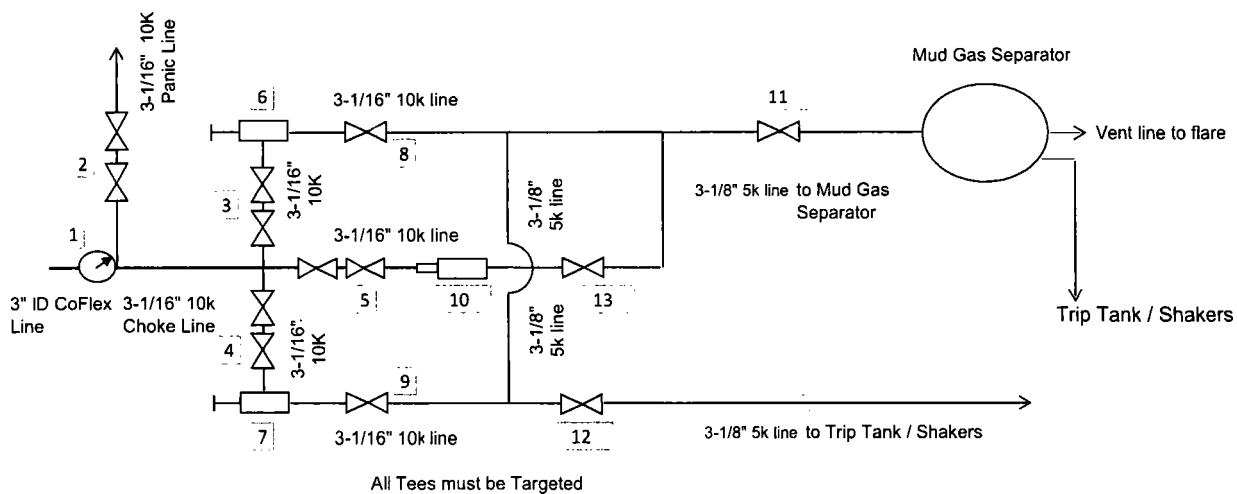 3-1/16" 10K
Panic Line
Mud Gas Separator
6
3-1/16" 10k line
11
8
Vent line to flare
2
3
3-1/16"
10K
3-1/8"
5k line
3-1/8" 5k line to Mud Gas
Separator
1
3-1/16" 10k line
3" ID CoFlex
Line
3-1/16" 10k
Choke Line
5
10
13
Trip Tank / Shakers
4
3-1/16"
10K
3-1/8"
5k line
9
7
3-1/16" 10k line
12
3-1/8" 5k line to Trip Tank / Shakers
All Tees must be Targeted